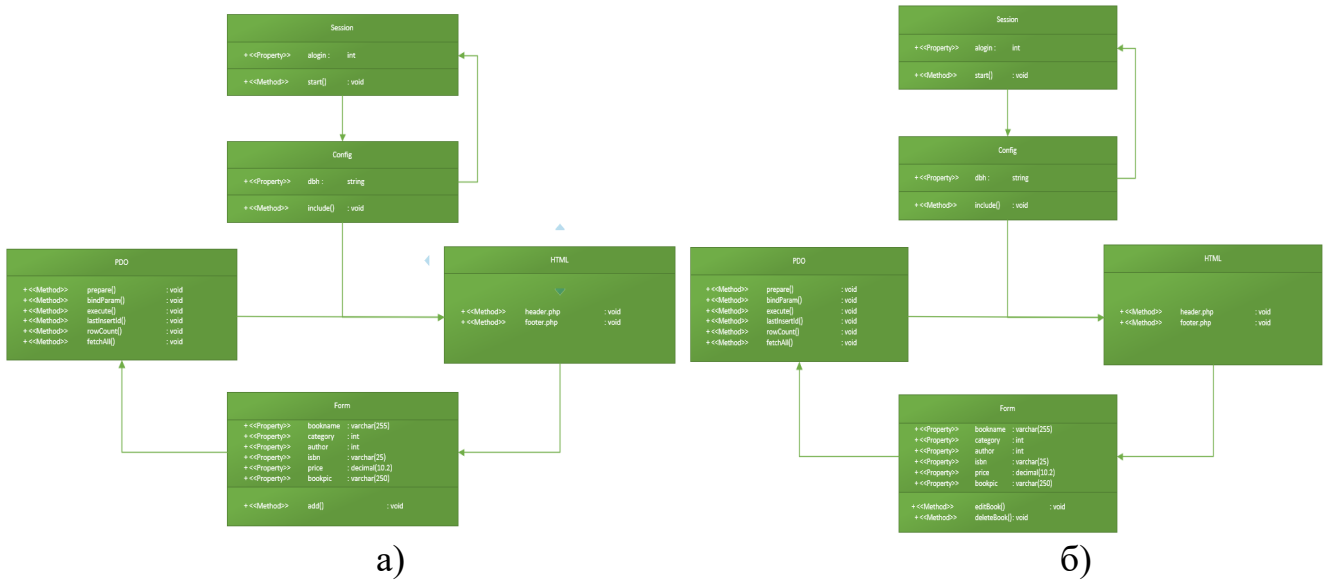 Session
+ <<Property>> alogin : int
+ <<Method>> start() : void
Config
+ <<Property>> dbh : string
+ <<Method>> include() : void
PDO
+ <<Method>> prepare() : void
+ <<Method>> bindParam() : void
+ <<Method>> execute() : void
+ <<Method>> lastInsertId() : void
+ <<Method>> rowCount() : void
+ <<Method>> fetchAll() : void
HTML
+ <<Method>> header.php : void
+ <<Method>> footer.php : void
Form
+ <<Property>> bookname : varchar(255)
+ <<Property>> category : int
+ <<Property>> author : int
+ <<Property>> isbn : varchar(25)
+ <<Property>> price : decimal(10.2)
+ <<Property>> bookpic : varchar(250)
+ <<Method>> add() : void
а)
Session
+ <<Property>> alogin : int
+ <<Method>> start() : void
Config
+ <<Property>> dbh : string
+ <<Method>> include() : void
PDO
+ <<Method>> prepare() : void
+ <<Method>> bindParam() : void
+ <<Method>> execute() : void
+ <<Method>> lastInsertId() : void
+ <<Method>> rowCount() : void
+ <<Method>> fetchAll() : void
HTML
+ <<Method>> header.php : void
+ <<Method>> footer.php : void
Form
+ <<Property>> bookname : varchar(255)
+ <<Property>> category : int
+ <<Property>> author : int
+ <<Property>> isbn : varchar(25)
+ <<Property>> price : decimal(10.2)
+ <<Property>> bookpic : varchar(250)
+ <<Method>> editBook() : void
+ <<Method>> deleteBook() : void
б)